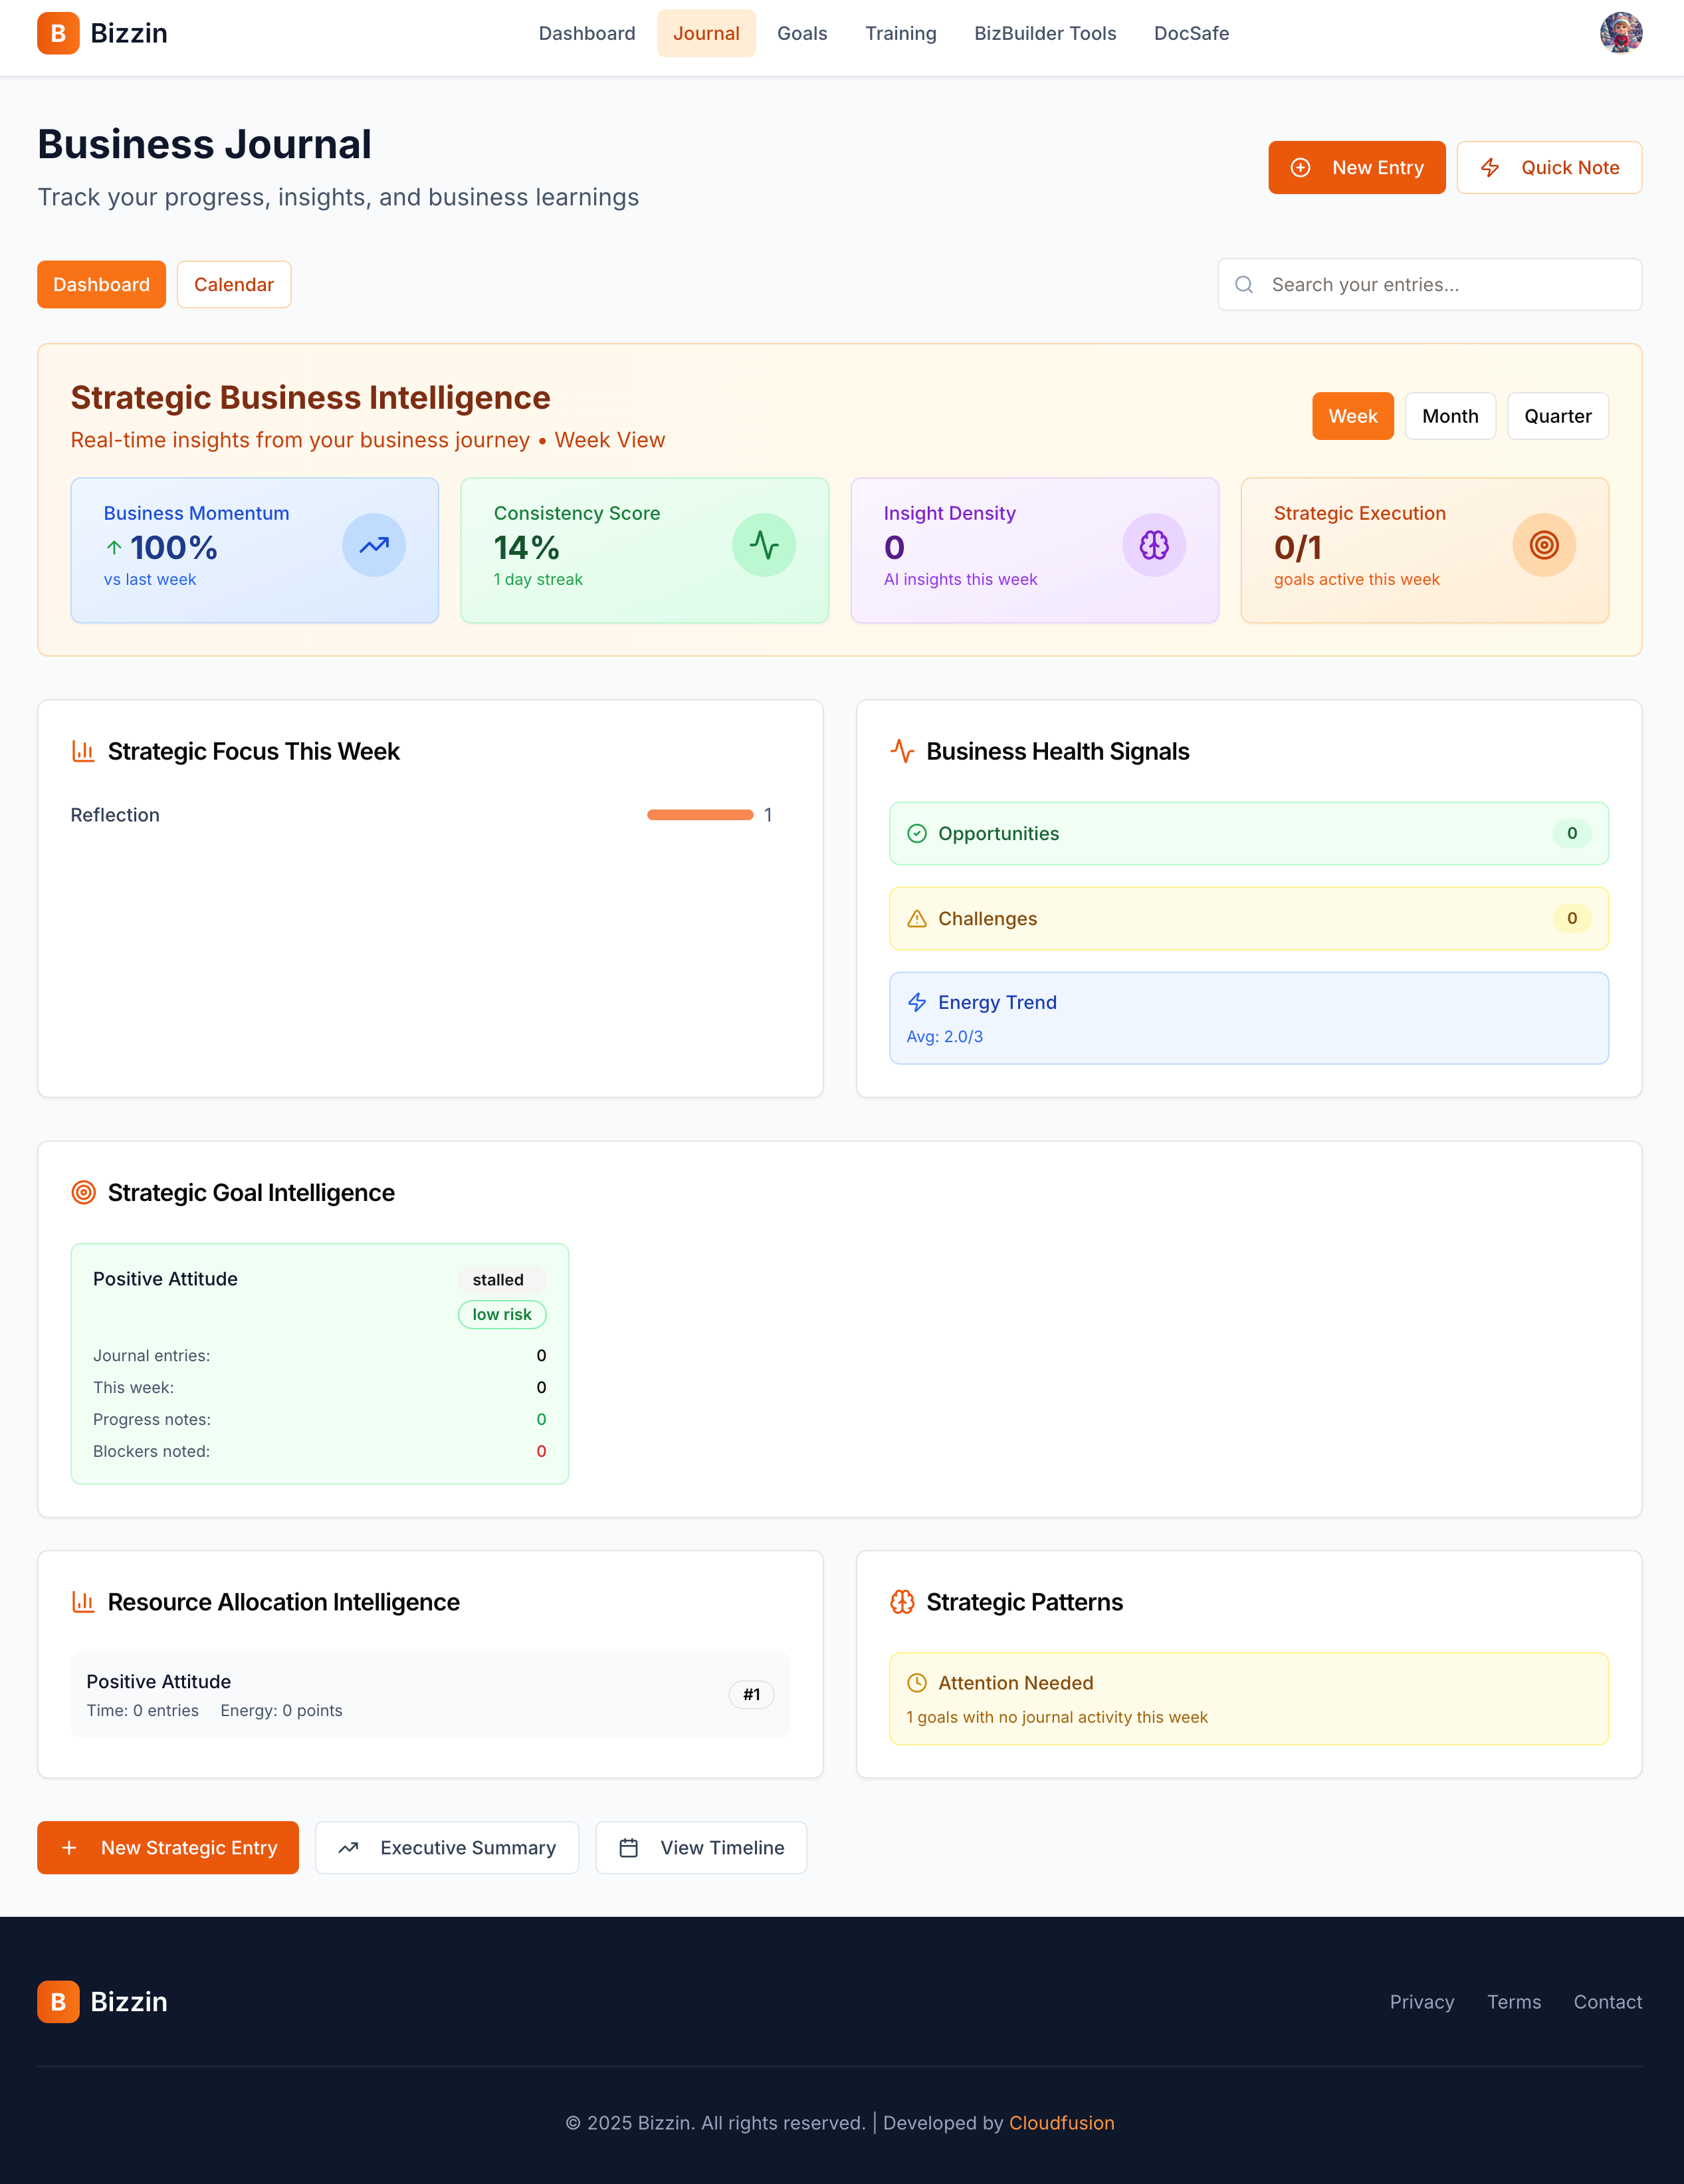 B Bizzin
Dashboard Journal Goals Training BizBuilder Tools DocSafe
Business Journal
Track your progress, insights, and business learnings
New Entry Quick Note
Dashboard Calendar
Search your entries...
Strategic Business Intelligence
Real-time insights from your business journey • Week View
Week Month Quarter
Business Momentum
↑ 100%
vs last week
Consistency Score
14%
1 day streak
Insight Density
0
AI insights this week
Strategic Execution
0/1
goals active this week
Strategic Focus This Week
Reflection 1
Business Health Signals
Opportunities 0
Challenges 0
Energy Trend
Avg: 2.0/3
Strategic Goal Intelligence
Positive Attitude stalled
low risk
Journal entries: 0
This week: 0
Progress notes: 0
Blockers noted: 0
Resource Allocation Intelligence
Positive Attitude
Time: 0 entries Energy: 0 points
#1
Strategic Patterns
Attention Needed
1 goals with no journal activity this week
New Strategic Entry Executive Summary View Timeline
B Bizzin
Privacy Terms Contact
© 2025 Bizzin. All rights reserved. | Developed by Cloudfusion